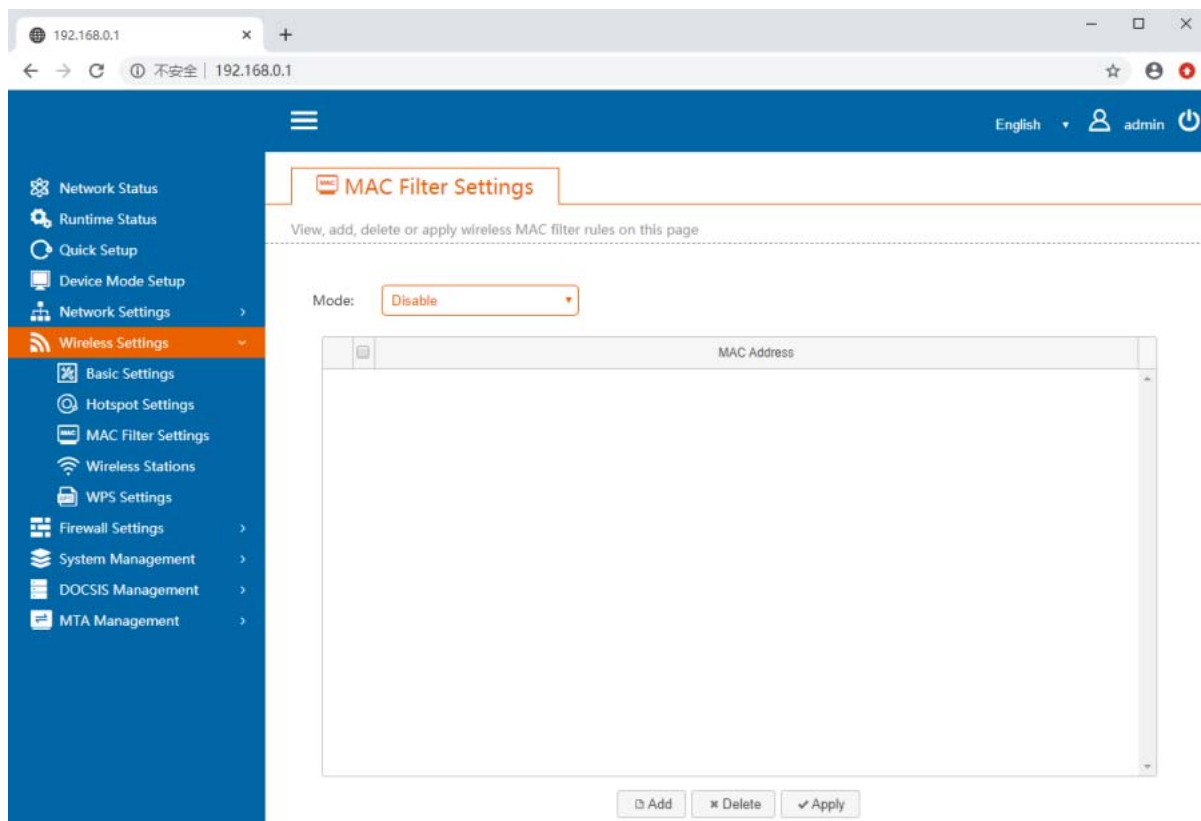 192.168.0.1
不安全 192.168.0.1
English admin
Network Status
Runtime Status
Quick Setup
Device Mode Setup
Network Settings
Wireless Settings
Basic Settings
Hotspot Settings
MAC Filter Settings
Wireless Stations
WPS Settings
Firewall Settings
System Management
DOCSIS Management
MTA Management
MAC Filter Settings
View, add, delete or apply wireless MAC filter rules on this page
Mode: Disable
MAC Address
Add Delete Apply